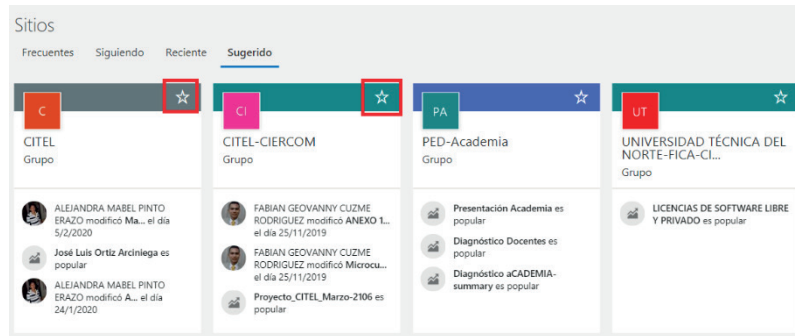 Sitios
Frecuentes Siguiendo Reciente Sugerido
C
CITEL
Grupo
ALEJANDRA MABEL PINTO
ERAZO modificó Ma... el día
5/2/2020
José Luis Ortiz Arciniega es
popular
ALEJANDRA MABEL PINTO
ERAZO modificó A... el día
24/1/2020
CI
CITEL-CIERCOM
Grupo
FABIAN GEOVANNY CUZME
RODRIGUEZ modificó ANEXO 1...
el día 25/11/2019
FABIAN GEOVANNY CUZME
RODRIGUEZ modificó Microcu...
el día 25/11/2019
Proyecto_CITEL_Marzo-2106 es
popular
PA
PED-Academia
Grupo
Presentación Academia es
popular
Diagnóstico Docentes es
popular
Diagnóstico aCADEMIA-
summary es popular
UT
UNIVERSIDAD TÉCNICA DEL
NORTE-FICA-CI...
Grupo
LICENCIAS DE SOFTWARE LIBRE
Y PRIVADO es popular